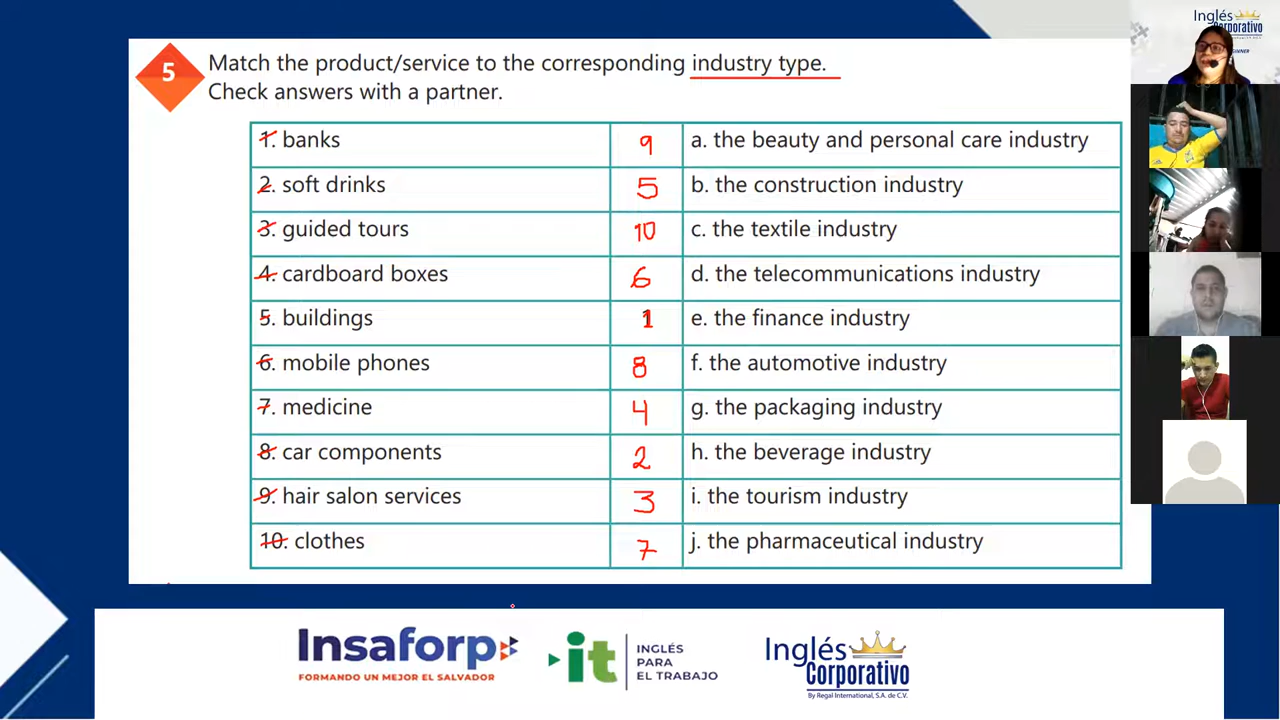 Inglés
Corporativo
5
Match the product/service to the corresponding industry type.
Check answers with a partner.
1. banks 9 a. the beauty and personal care industry
2. soft drinks 5 b. the construction industry
3. guided tours 10 c. the textile industry
4. cardboard boxes 6 d. the telecommunications industry
5. buildings 1 e. the finance industry
6. mobile phones 8 f. the automotive industry
7. medicine 4 g. the packaging industry
8. car components 2 h. the beverage industry
9. hair salon services 3 i. the tourism industry
10. clothes 7 j. the pharmaceutical industry
Insaforp
FORMANDO UN MEJOR EL SALVADOR
it
INGLÉS
PARA
EL TRABAJO
Inglés
Corporativo
By Regal International, S.A. de C.V.